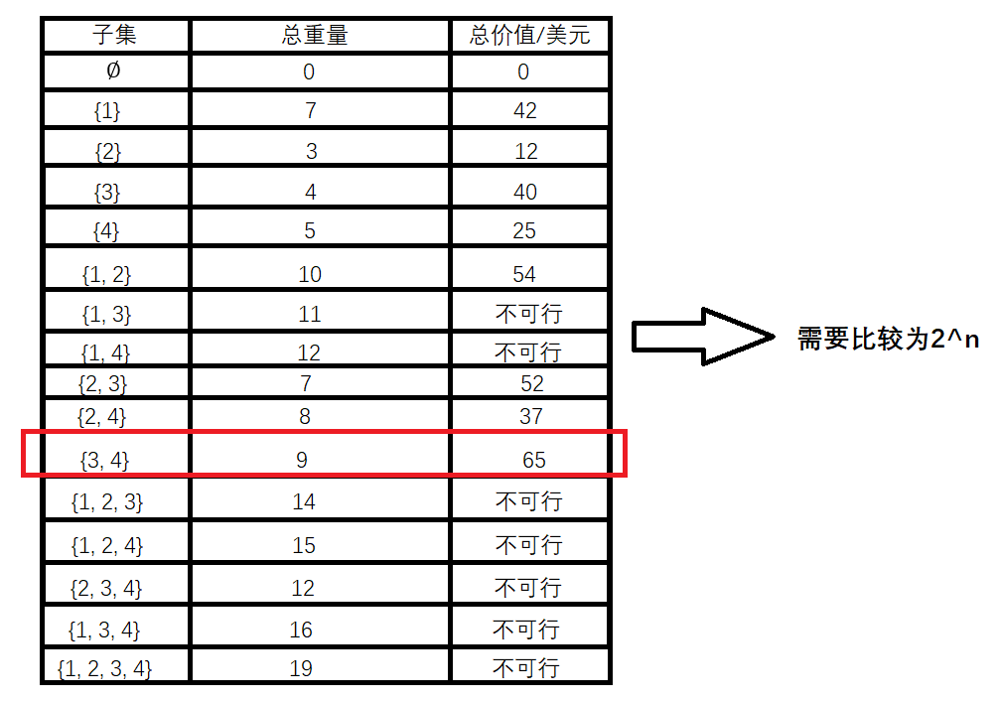 子集 总重量 总价值/美元
∅ 0 0
{1} 7 42
{2} 3 12
{3} 4 40
{4} 5 25
{1, 2} 10 54
{1, 3} 11 不可行
{1, 4} 12 不可行
{2, 3} 7 52
{2, 4} 8 37
{3, 4} 9 65
{1, 2, 3} 14 不可行
{1, 2, 4} 15 不可行
{2, 3, 4} 12 不可行
{1, 3, 4} 16 不可行
{1, 2, 3, 4} 19 不可行
需要比较为2^n